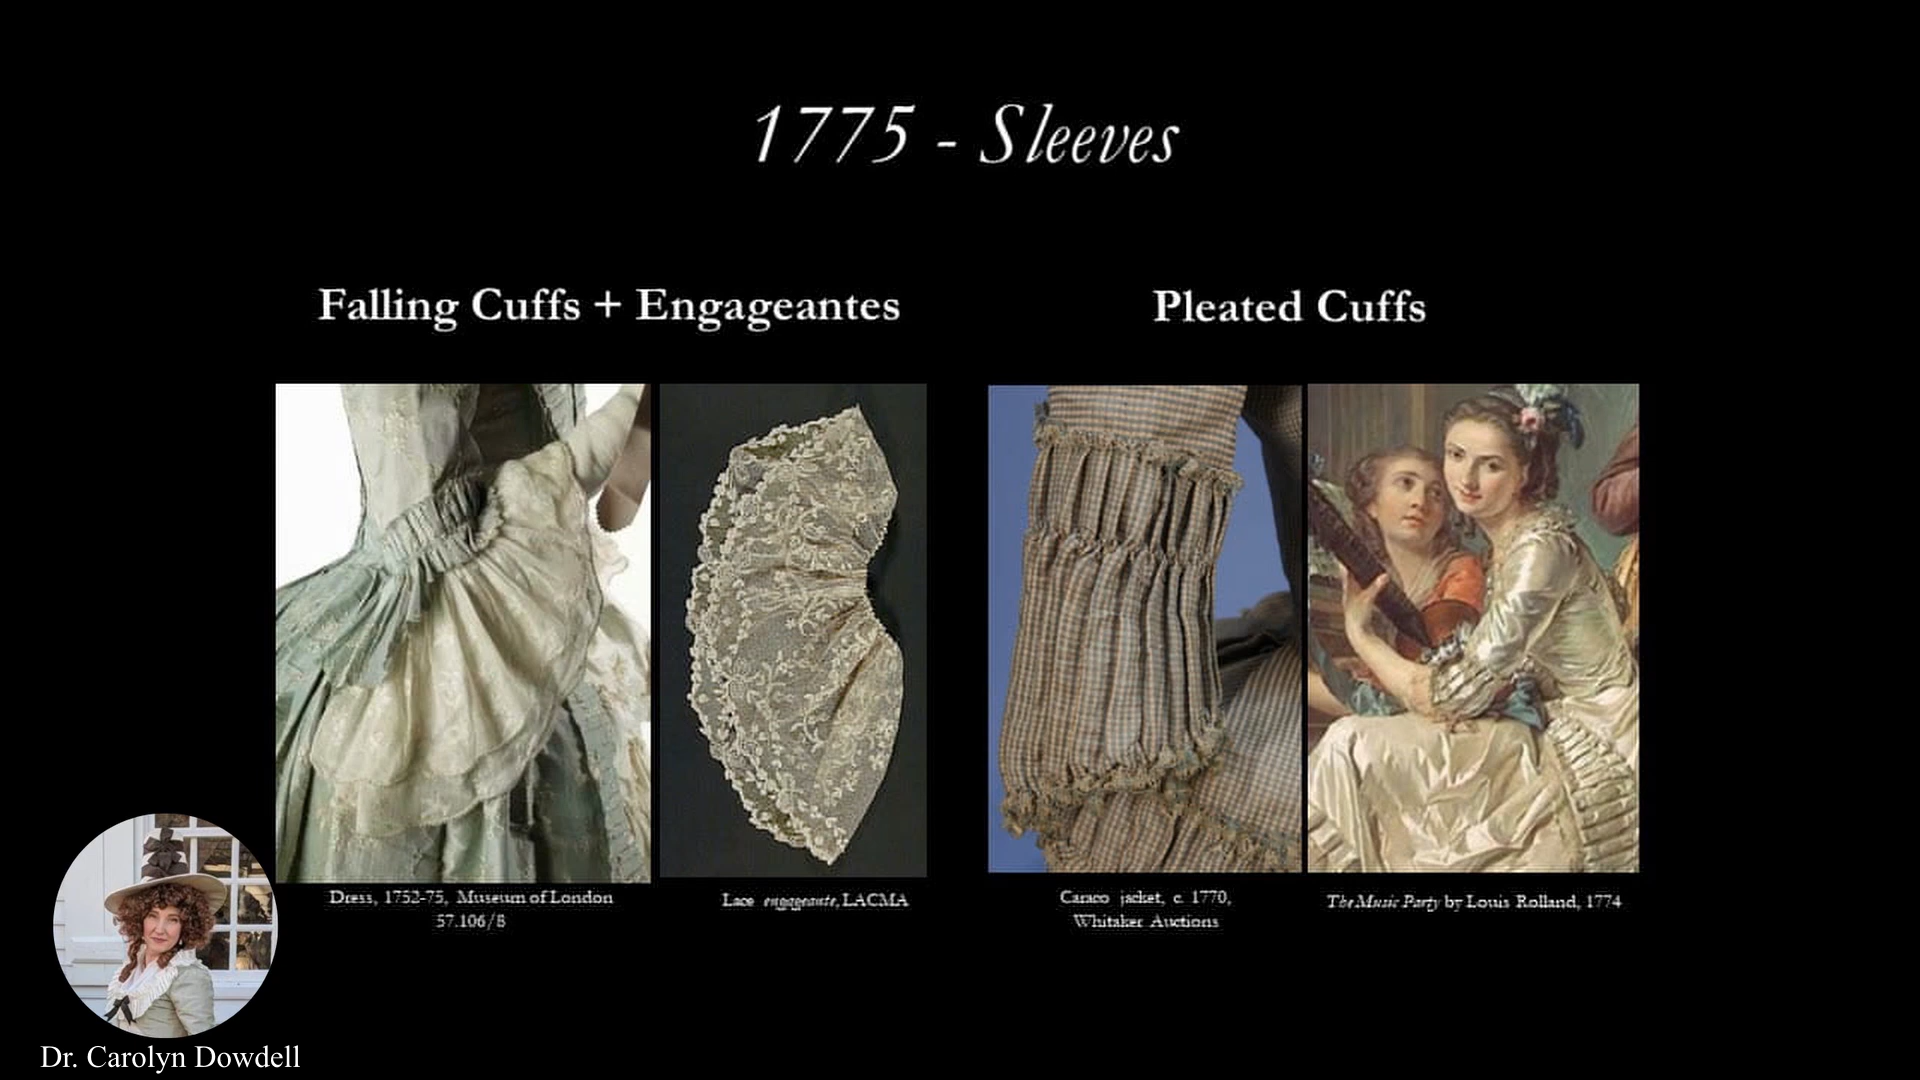 1775 - Sleeves
Falling Cuffs + Engageantes
Pleated Cuffs
Dress, 1752-75, Museum of London
57.106/8
Lace engageante, LACMA
Caraco jacket, c. 1770,
Whitaker Auctions
The Music Party by Louis Rolland, 1774
Dr. Carolyn Dowdell